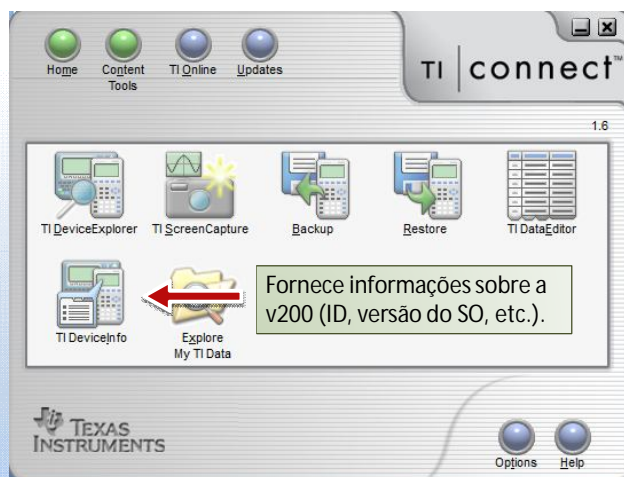 Home Content Tools TI Online Updates
TI connect™
1.6
TI DeviceExplorer TI ScreenCapture Backup Restore TI DataEditor
Fornece informações sobre a
v200 (ID, versão do SO, etc.).
TI DeviceInfo Explore
My TI Data
TEXAS
INSTRUMENTS
Options Help